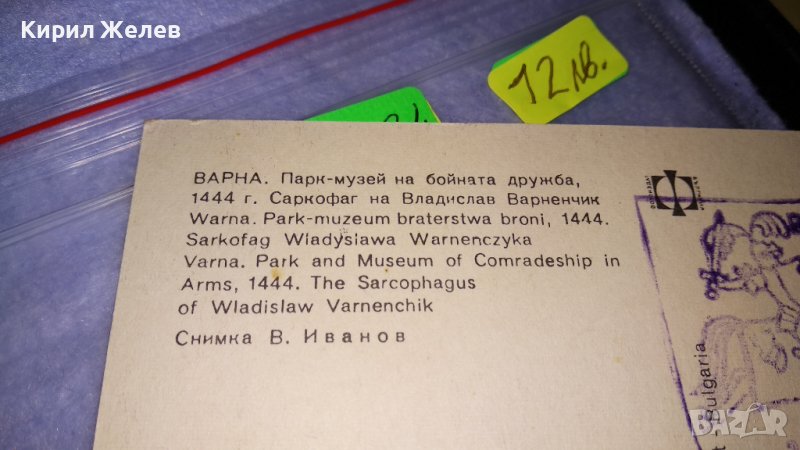 Кирил Желев
12 лв.
ВАРНА. Парк-музей на бойната дружба,
1444 г. Саркофаг на Владислав Варненчик
Warna. Park-muzeum braterstwa broni, 1444.
Sarkofag Wladyslawa Warnenczyka
Varna. Park and Museum of Comradeship in
Arms, 1444. The Sarcophagus
of Wladislaw Varnenchik
Снимка В. Иванов
Bulgaria
BAZAR